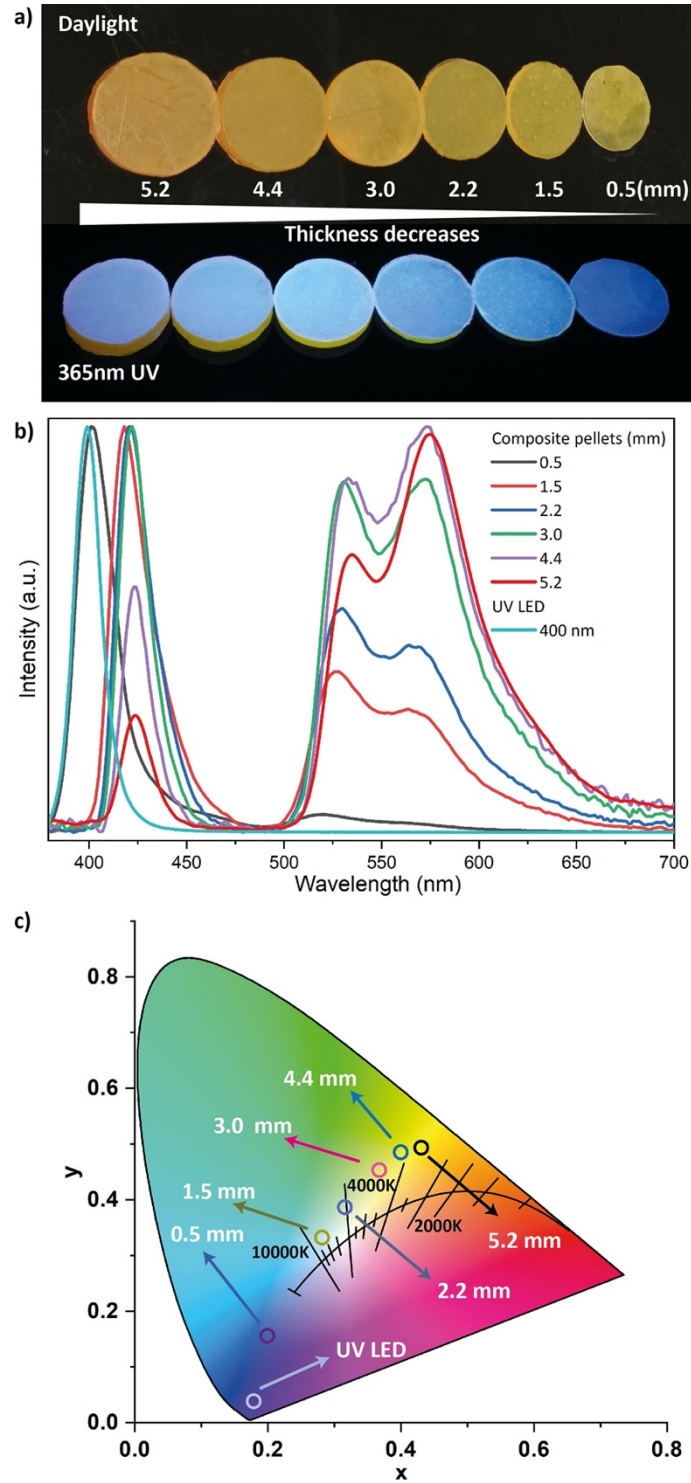 a)
Daylight
5.2 4.4 3.0 2.2 1.5 0.5(mm)
Thickness decreases
365nm UV
b)
Intensity (a.u.)
Composite pellets (mm)
0.5
1.5
2.2
3.0
4.4
5.2
UV LED
400 nm
400 450 500 550 600 650 700
Wavelength (nm)
c)
y
0.8
0.6
0.4
0.2
0.0
4.4 mm
3.0 mm
1.5 mm
0.5 mm
4000K
10000K
2000K
5.2 mm
2.2 mm
UV LED
0.0 0.2 0.4 0.6 0.8
x